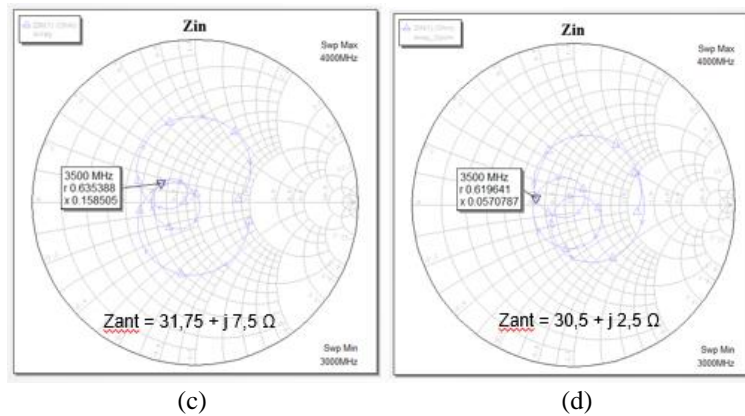 Zin
Swp Max
4000MHz
3500 MHz
r 0.635388
x 0.158505
Zant = 31,75 + j 7,5 Ω
Swp Min
3000MHz
(c)
Zin
Swp Max
4000MHz
3500 MHz
r 0.619641
x 0.0570787
Zant = 30,5 + j 2,5 Ω
Swp Min
3000MHz
(d)